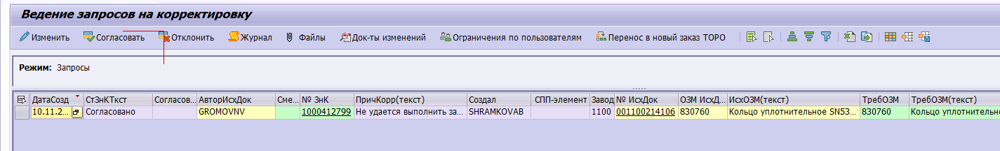 Ведение запросов на корректировку
Изменить Согласовать Отклонить Журнал Файлы Док-ты изменений Ограничения по пользователям Перенос в новый заказ ТОРО
Режим: Запросы
ДатаСозд СтЗнКТкст Согласов... АвторИсхДок Сме... № ЗнК ПричКорр(текст) Создал СПП-элемент Завод № ИсхДок ОЗМ ИсхД... ИсхОЗМ(текст) ТребОЗМ ТребОЗМ(текст)
10.11.2... Согласовано GROMOVNV 1000412799 Не удается выполнить за... SHRAMKOVAB 1100 001100214106 830760 Кольцо уплотнительное SN53... 830760 Кольцо уплотнительн